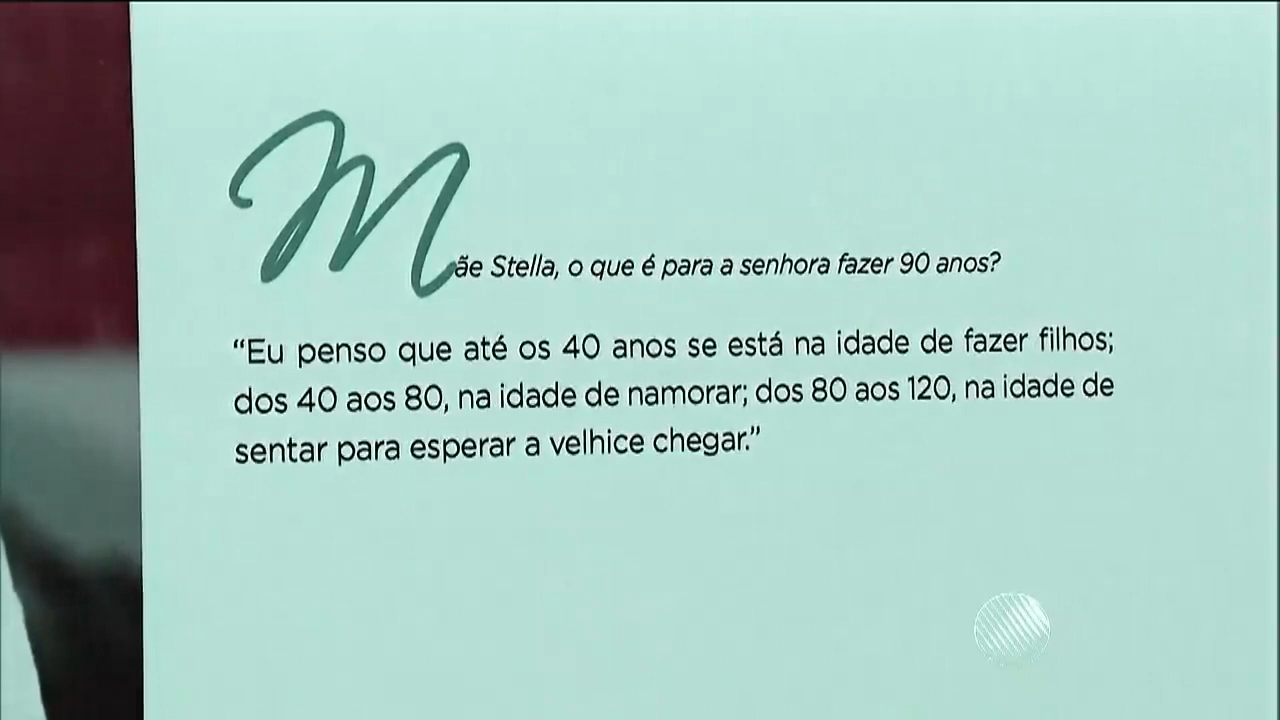 Mãe Stella, o que é para a senhora fazer 90 anos?
“Eu penso que até os 40 anos se está na idade de fazer filhos;
dos 40 aos 80, na idade de namorar; dos 80 aos 120, na idade de
sentar para esperar a velhice chegar.”